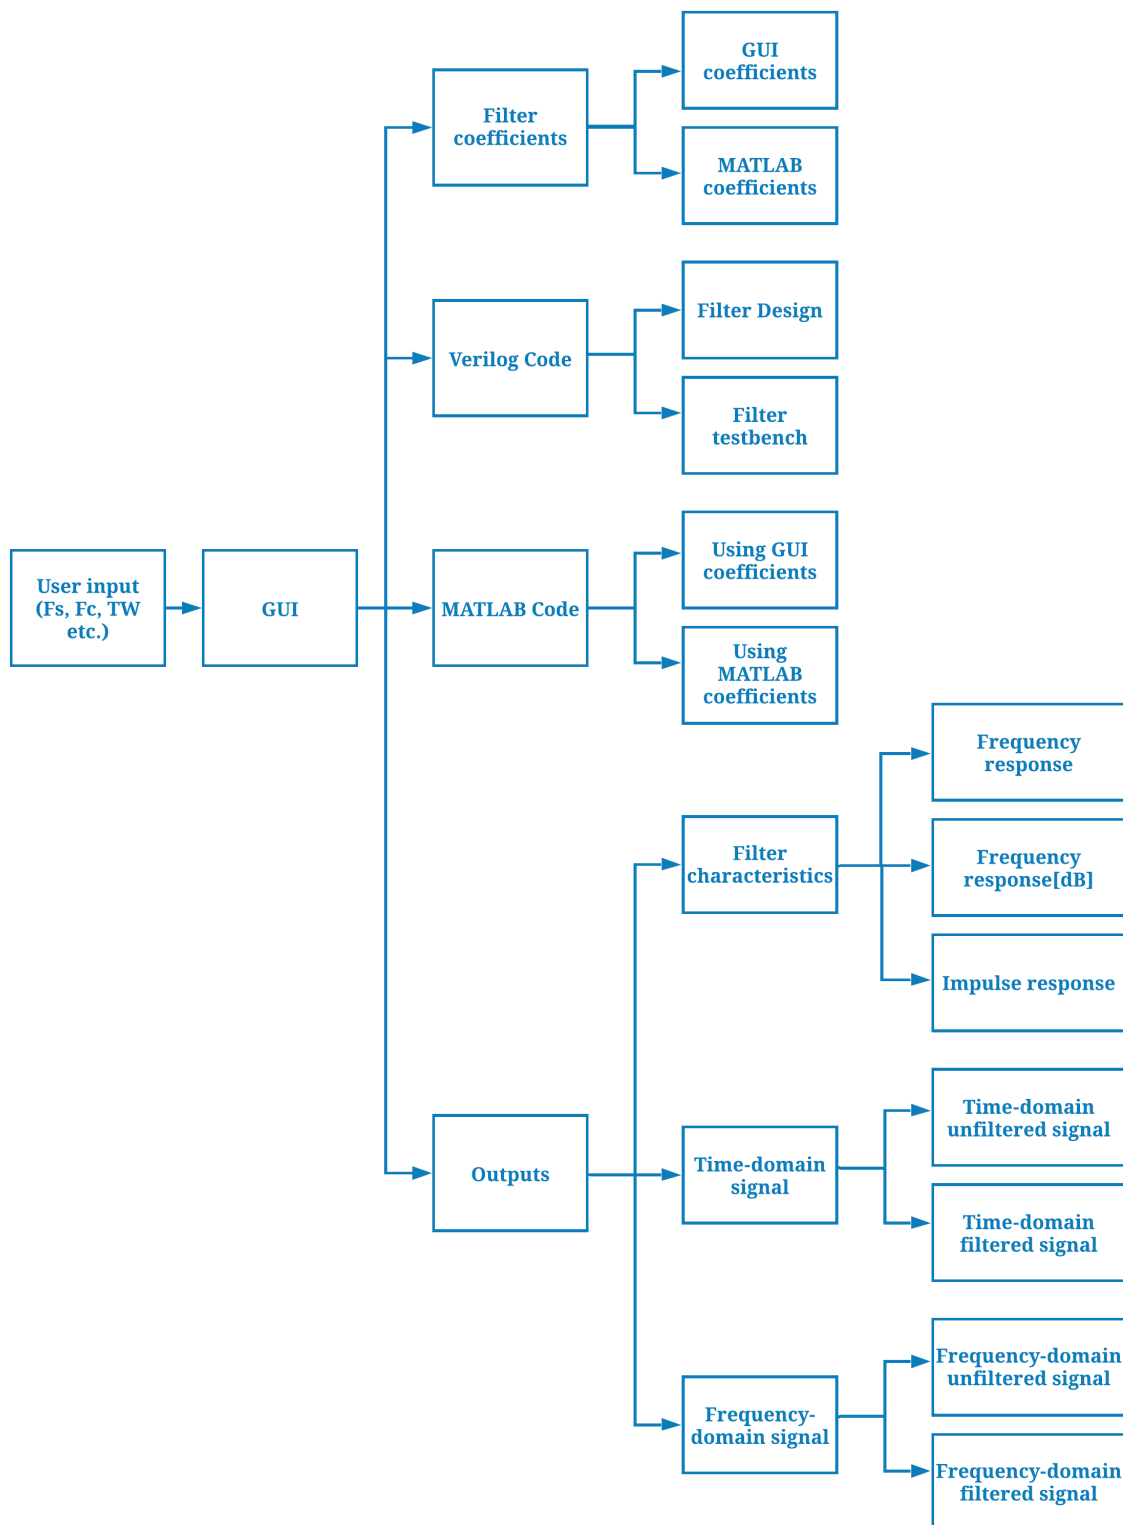 GUI
coefficients
Filter
coefficients
MATLAB
coefficients
Filter Design
Verilog Code
Filter
testbench
Using GUI
coefficients
User input
(Fs, Fc, TW
etc.)
GUI
MATLAB Code
Using
MATLAB
coefficients
Frequency
response
Filter
characteristics
Frequency
response[dB]
Impulse response
Time-domain
unfiltered signal
Outputs
Time-domain
signal
Time-domain
filtered signal
Frequency-domain
unfiltered signal
Frequency-
domain signal
Frequency-domain
filtered signal